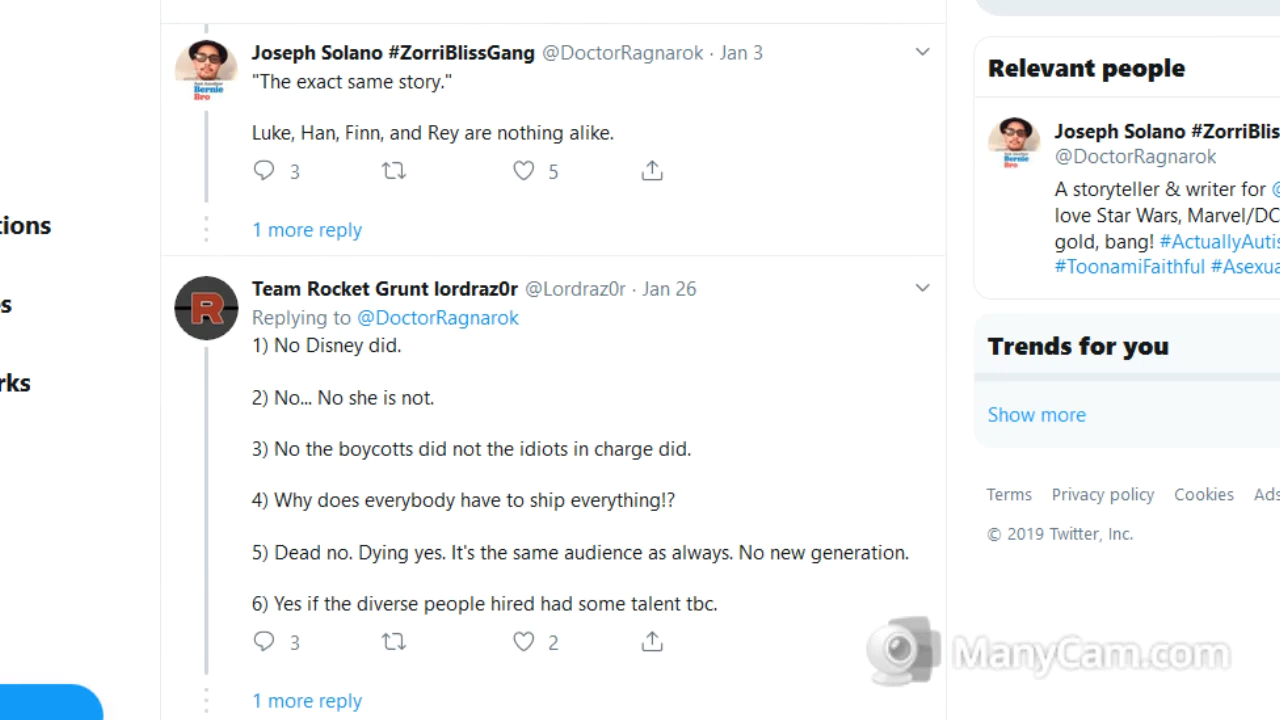 Joseph Solano #ZorriBlissGang @DoctorRagnarok · Jan 3
"The exact same story."
Luke, Han, Finn, and Rey are nothing alike.
3 5
1 more reply
Team Rocket Grunt lordraz0r @Lordraz0r · Jan 26
Replying to @DoctorRagnarok
1) No Disney did.
2) No... No she is not.
3) No the boycotts did not the idiots in charge did.
4) Why does everybody have to ship everything!?
5) Dead no. Dying yes. It's the same audience as always. No new generation.
6) Yes if the diverse people hired had some talent tbc.
3 2
1 more reply
tions
s
rks
Bernie
Bro
R
Relevant people
Joseph Solano #ZorriBlis
@DoctorRagnarok
A storyteller & writer for @
love Star Wars, Marvel/DC
gold, bang! #ActuallyAutis
#ToonamiFaithful #Asexua
Bernie
Bro
Trends for you
Show more
Terms Privacy policy Cookies Ads
© 2019 Twitter, Inc.
ManyCam.com